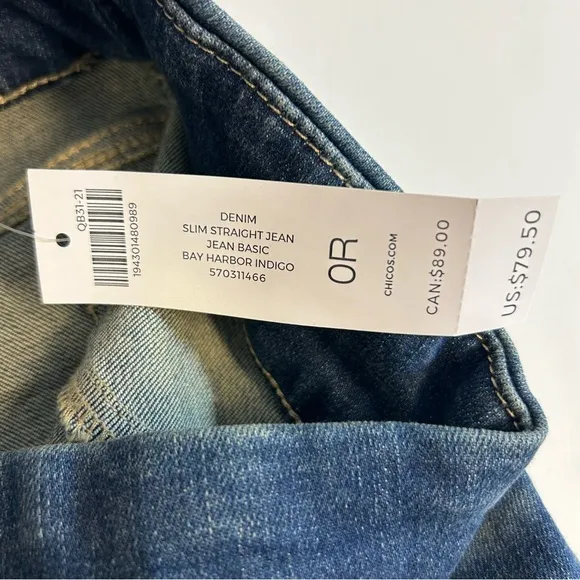 QB31-21
194301480989
DENIM
SLIM STRAIGHT JEAN
JEAN BASIC
BAY HARBOR INDIGO
570311466
0R
CHICOS.COM
CAN:$89.00
US:$79.50